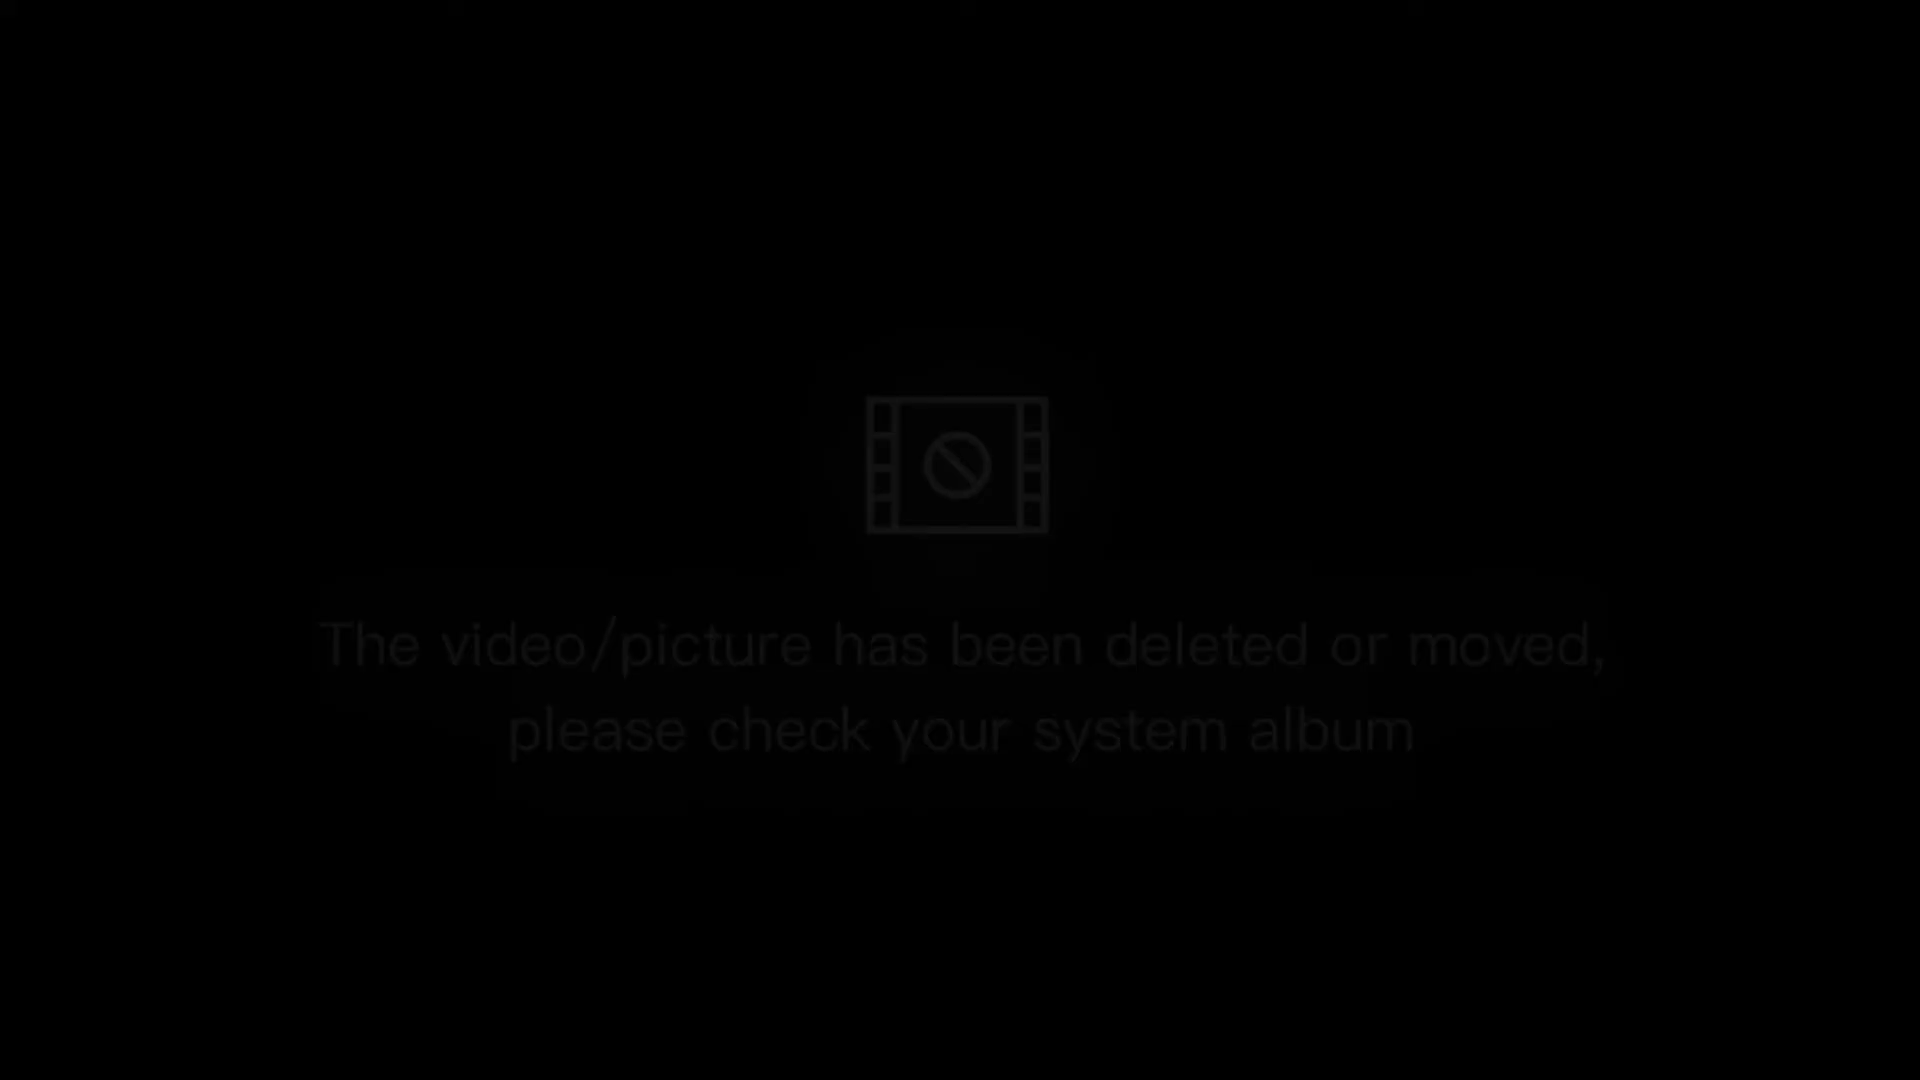 The video/picture has been deleted or moved,
please check your system album